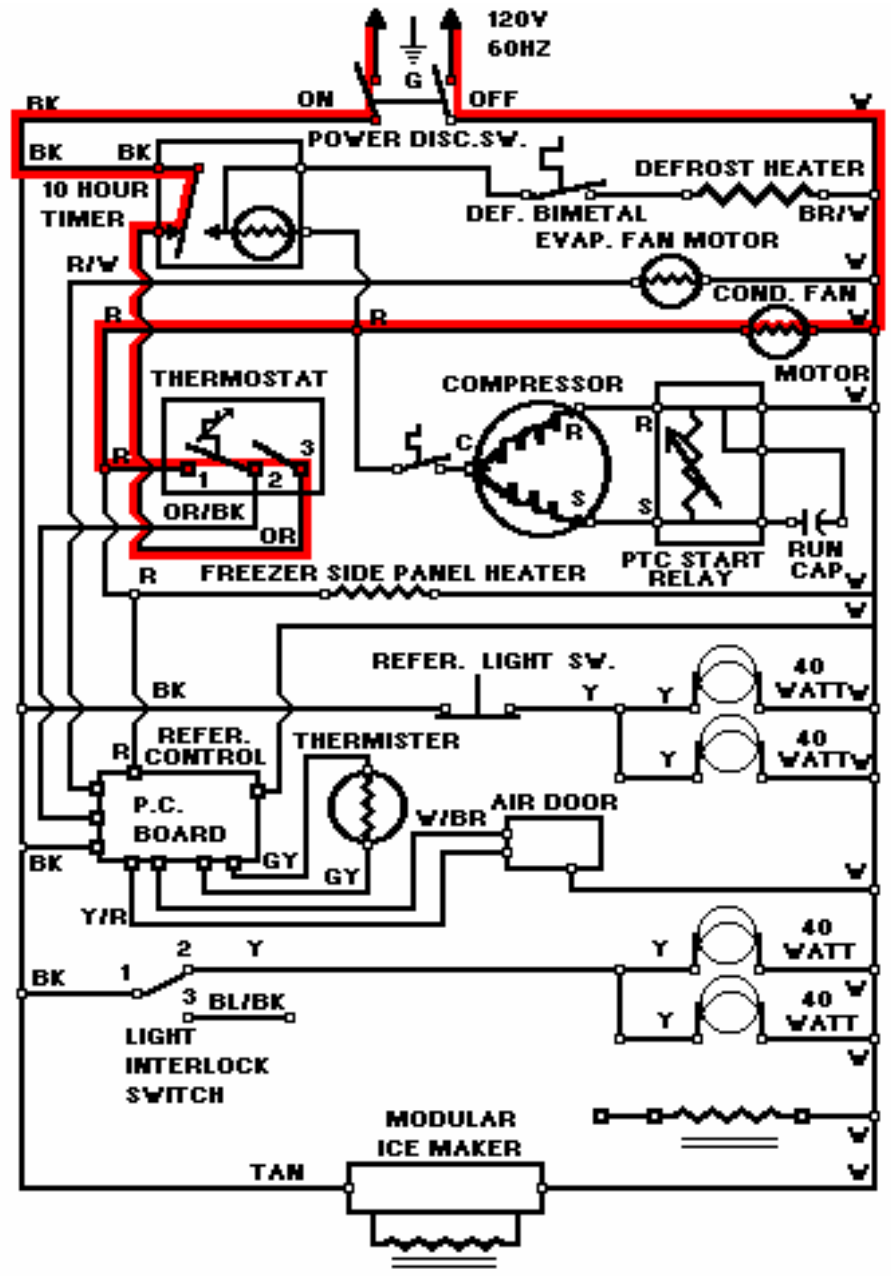 120V
60HZ
G
ON
OFF
BK
W
POWER DISC.SW.
BK
BK
DEFROST HEATER
10 HOUR
TIMER
DEF. BIMETAL
BR/W
EVAP. FAN MOTOR
R/W
W
COND. FAN
R
R
W
MOTOR
THERMOSTAT
COMPRESSOR
W
R
R
3
C
R
1
2
S
S
OR/BK
OR
RUN
CAP.
PTC START
RELAY
R
FREEZER SIDE PANEL HEATER
W
W
REFER. LIGHT SW.
40
WATT
W
BK
Y
Y
REFER.
CONTROL
THERMISTER
40
WATT
W
R
Y
P.C.
BOARD
AIR DOOR
W/BR
BK
GY
GY
W
Y/R
2
Y
Y
40
WATT
BK
1
W
3
BL/BK
Y
40
WATT
LIGHT
INTERLOCK
SWITCH
W
MODULAR
ICE MAKER
W
TAN
W